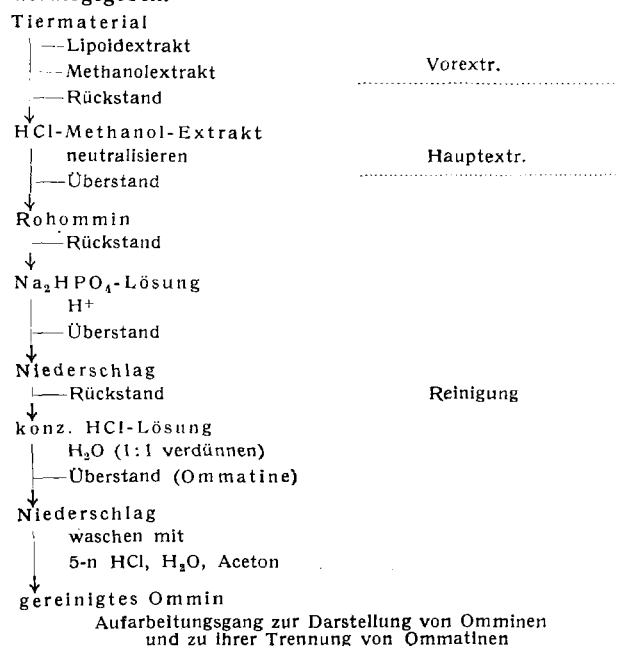 Tiermaterial
Lipoidextrakt
Methanolextrakt
Vorextr.
Rückstand
HCl-Methanol-Extrakt
neutralisieren
Hauptextr.
Überstand
Rohommin
Rückstand
Na₂HPO₄-Lösung
H+
Überstand
Niederschlag
Rückstand
Reinigung
konz. HCl-Lösung
H₂O (1:1 verdünnen)
Überstand (Ommatine)
Niederschlag
waschen mit
5-n HCl, H₂O, Aceton
gereinigtes Ommin
Aufarbeitungsgang zur Darstellung von Omminen
und zu ihrer Trennung von Ommatinen